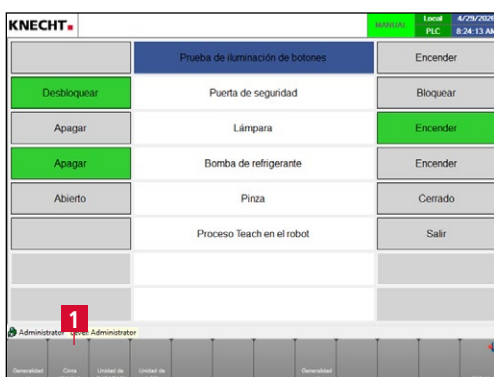 KNECHT
MANUAL
Local 4/29/2026
PLC 8:24:13 AM
Prueba de iluminación de botones Encender
Desbloquear Puerta de seguridad Bloquear
Apagar Lámpara Encender
Apagar Bomba de refrigerante Encender
Abierto Pinza Cerrado
Proceso Teach en el robot Salir
1
Administrator Level: Administrator
Generalidad Cinta Unidad de Unidad de Generalidad